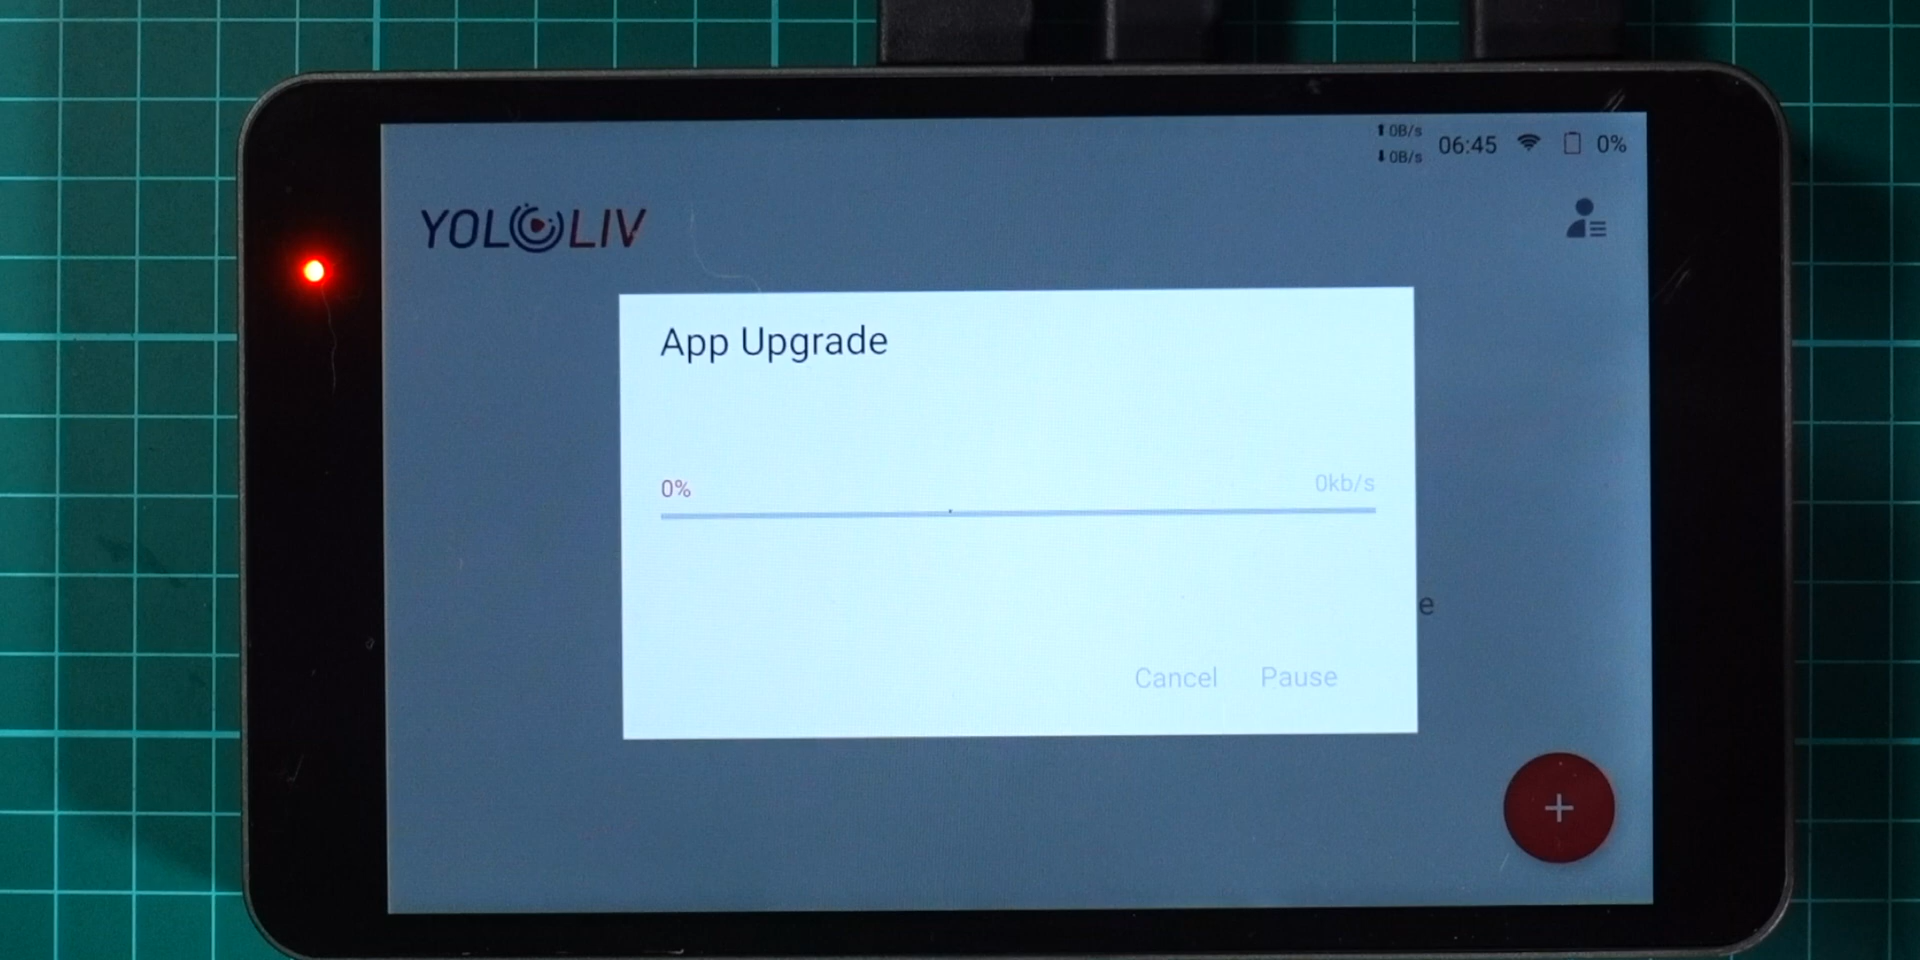 0B/s
0B/s
06:45
0%
YOLOLIV
App Upgrade
0%
0kb/s
e
Cancel
Pause
+